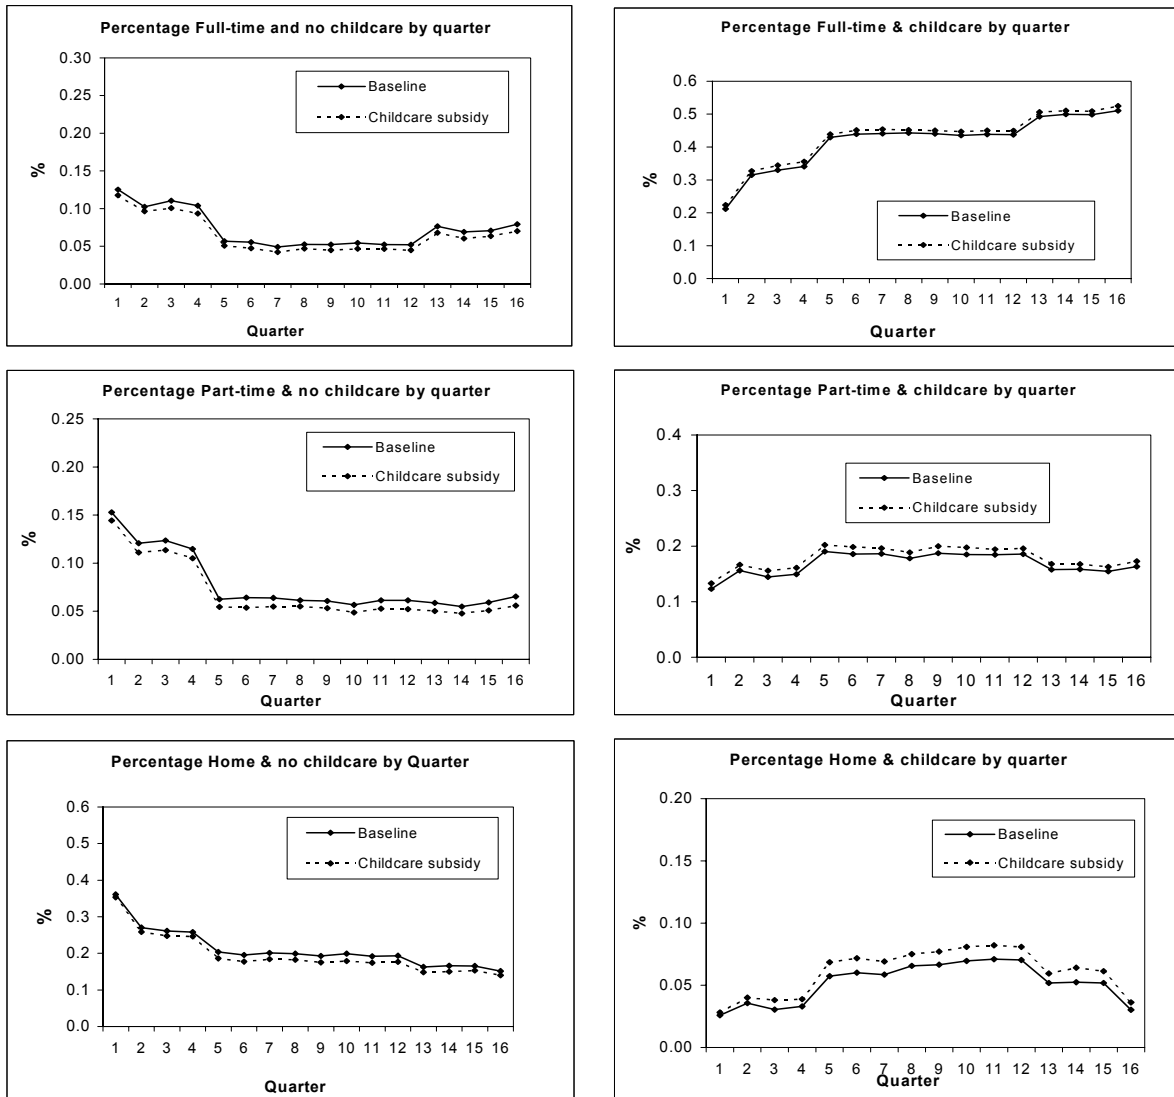 Percentage Full-time and no childcare by quarter
0.30
0.25
0.20
0.15
0.10
0.05
0.00
%
Baseline
Childcare subsidy
1 2 3 4 5 6 7 8 9 10 11 12 13 14 15 16
Quarter
Percentage Full-time & childcare by quarter
0.6
0.5
0.4
0.3
0.2
0.1
0.0
%
Baseline
Childcare subsidy
1 2 3 4 5 6 7 8 9 10 11 12 13 14 15 16
Quarter
Percentage Part-time & no childcare by quarter
0.25
0.20
0.15
0.10
0.05
0.00
%
Baseline
Childcare subsidy
1 2 3 4 5 6 7 8 9 10 11 12 13 14 15 16
Quarter
Percentage Part-time & childcare by quarter
0.4
0.3
0.2
0.1
0.0
%
Baseline
Childcare subsidy
1 2 3 4 5 6 7 8 9 10 11 12 13 14 15 16
Quarter
Percentage Home & no childcare by Quarter
0.6
0.5
0.4
0.3
0.2
0.1
0.0
%
Baseline
Childcare subsidy
1 2 3 4 5 6 7 8 9 10 11 12 13 14 15 16
Quarter
Percentage Home & childcare by quarter
0.20
0.15
0.10
0.05
0.00
%
Baseline
Childcare subsidy
1 2 3 4 5 6 7 8 9 10 11 12 13 14 15 16
Quarter